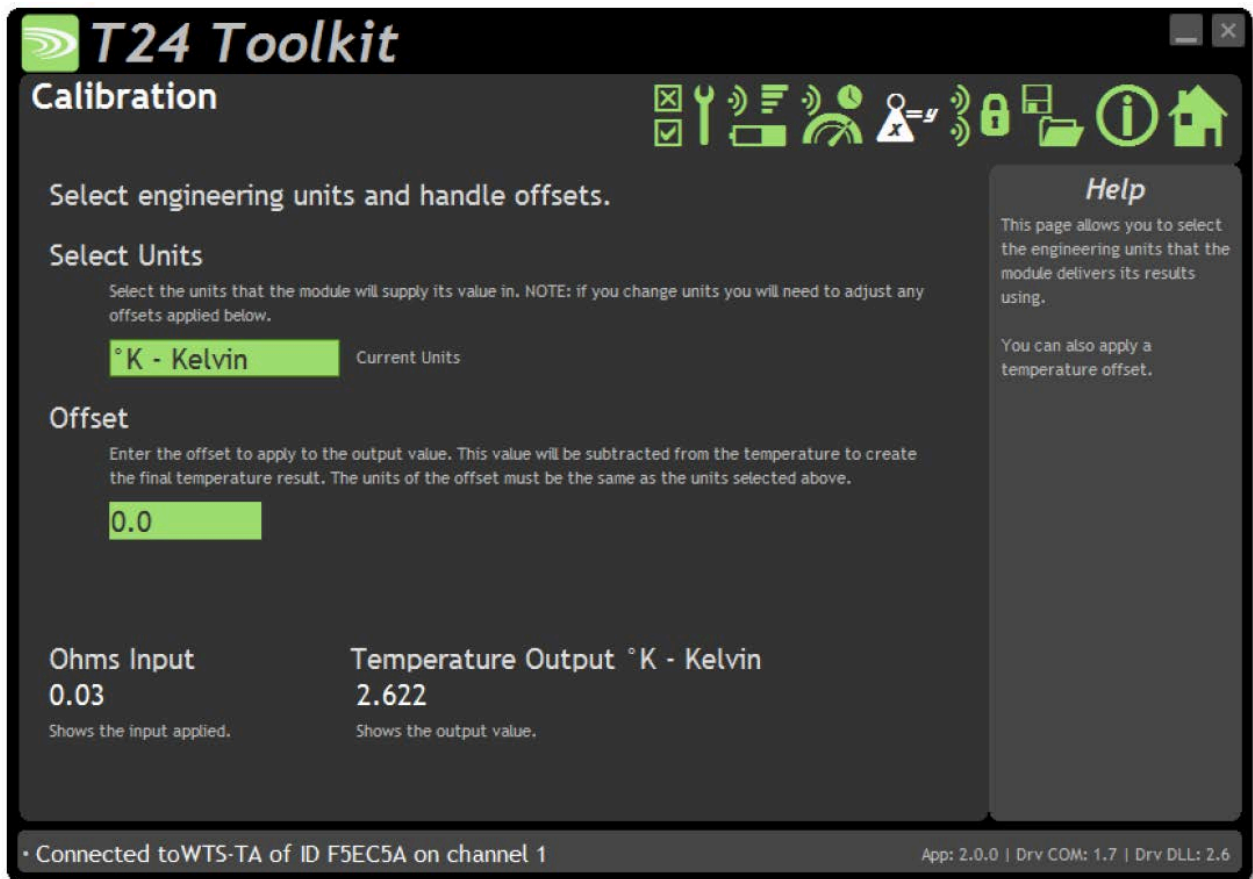 T24 Toolkit
Calibration
x=y
Select engineering units and handle offsets.
Select Units
Select the units that the module will supply its value in. NOTE: if you change units you will need to adjust any
offsets applied below.
°K - Kelvin
Current Units
Offset
Enter the offset to apply to the output value. This value will be subtracted from the temperature to create
the final temperature result. The units of the offset must be the same as the units selected above.
0.0
Ohms Input
0.03
Shows the input applied.
Temperature Output °K - Kelvin
2.622
Shows the output value.
Help
This page allows you to select
the engineering units that the
module delivers its results
using.
You can also apply a
temperature offset.
Connected toWTS-TA of ID F5EC5A on channel 1
App: 2.0.0 | Drv COM: 1.7 | Drv DLL: 2.6